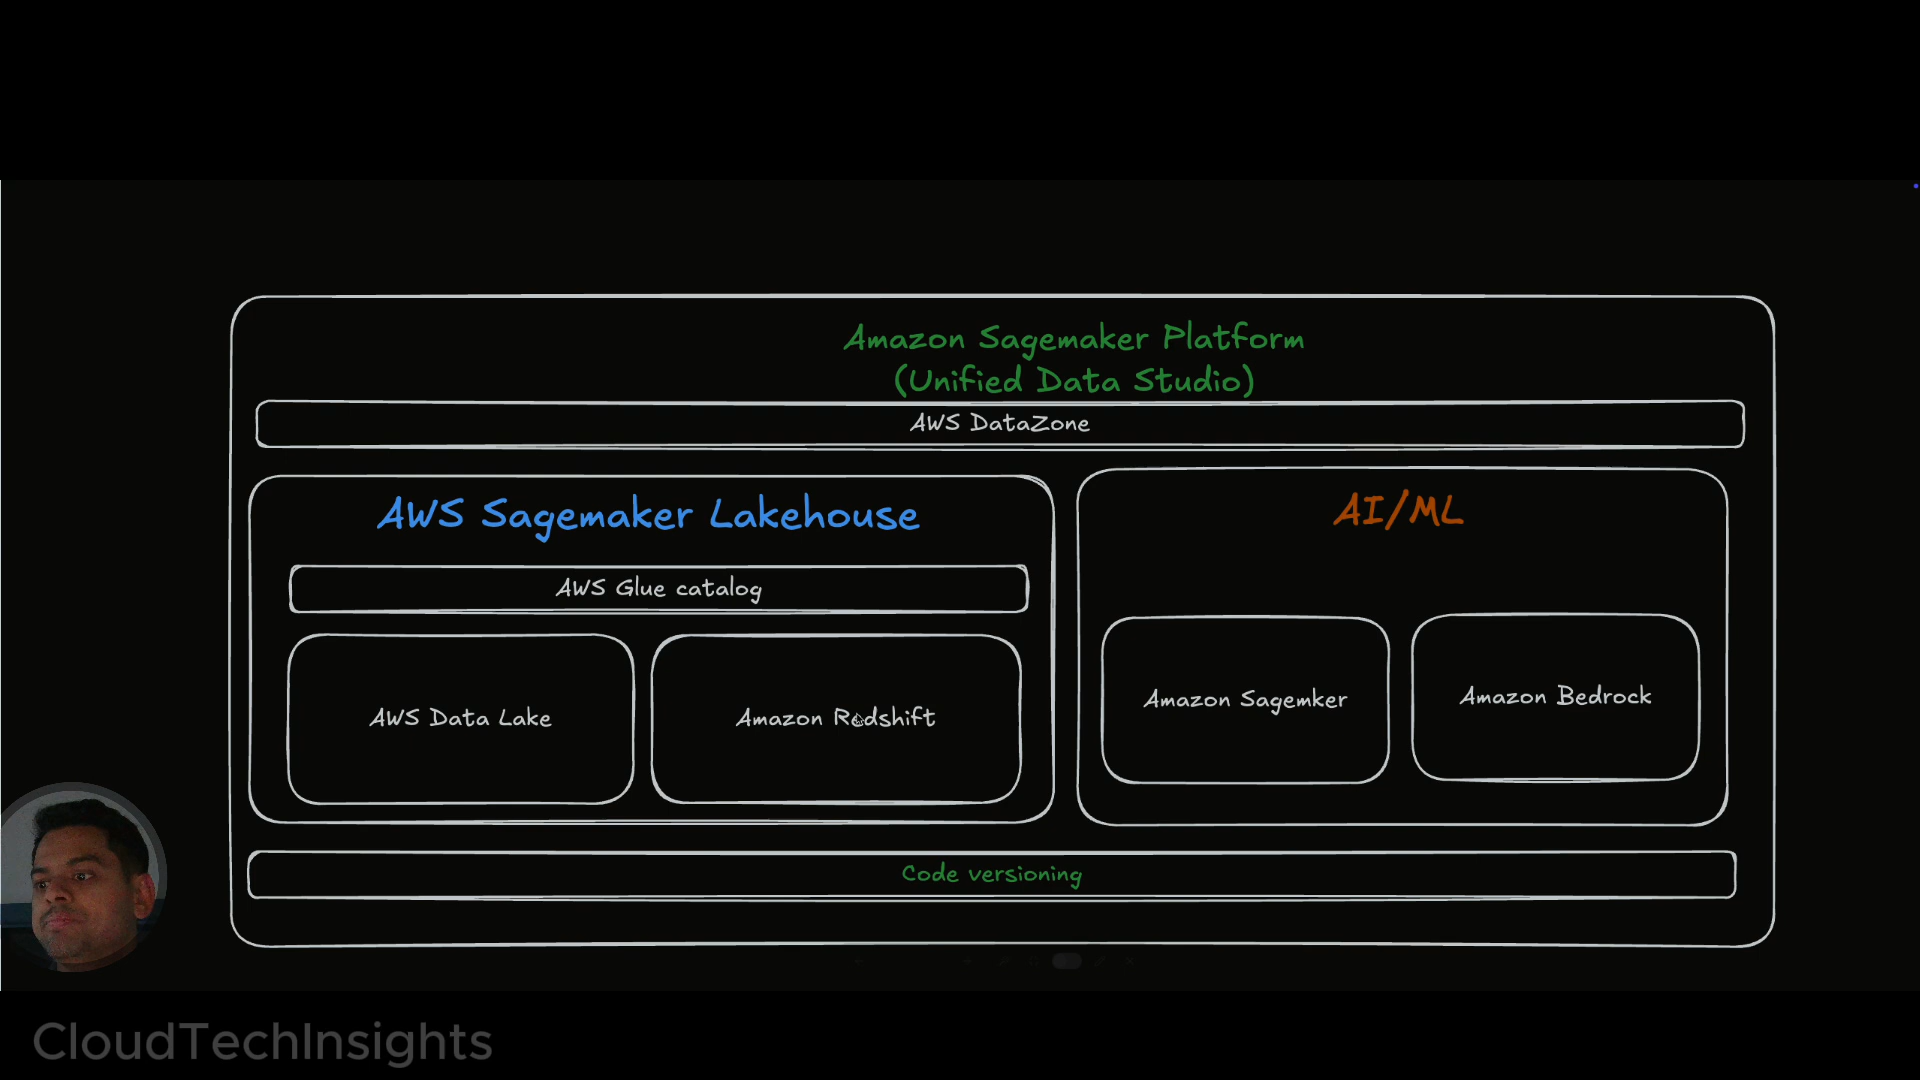 Amazon Sagemaker Platform
(Unified Data Studio)
AWS DataZone
AWS Sagemaker Lakehouse
AI/ML
AWS Glue catalog
AWS Data Lake
Amazon Redshift
Amazon Sagemker
Amazon Bedrock
Code versioning
CloudTechInsights